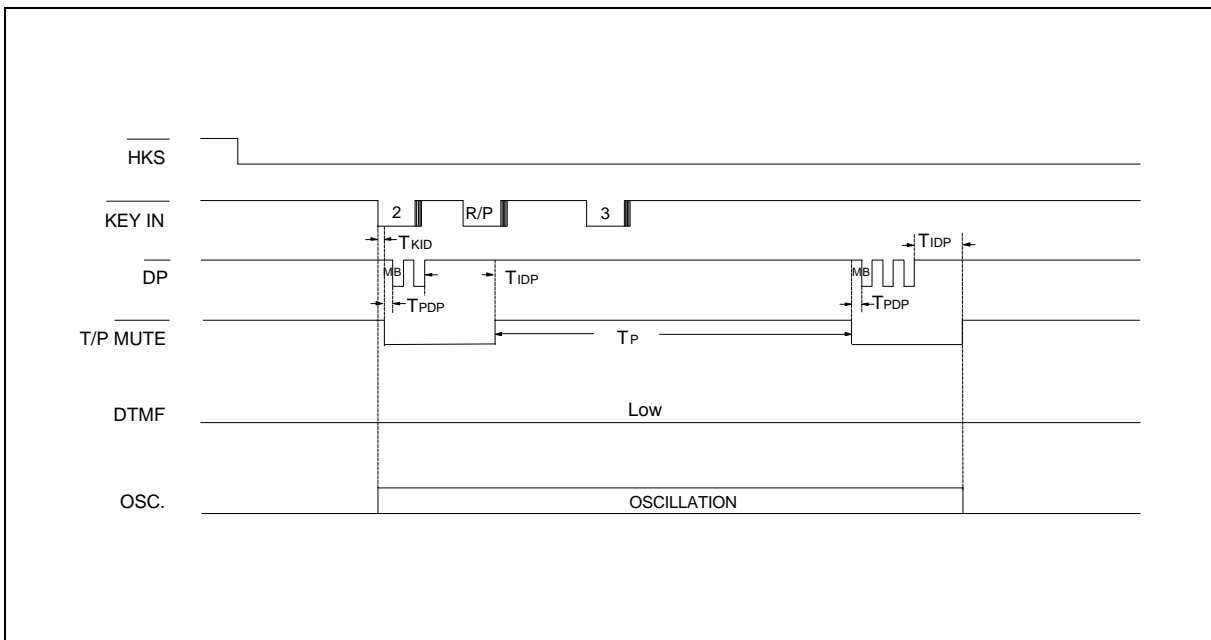 HKS
KEY IN
2
R/P
3
TKID
TIDP
DP
MB
TIDP
MB
TPDP
TPDP
T/P MUTE
TP
DTMF
Low
OSC.
OSCILLATION